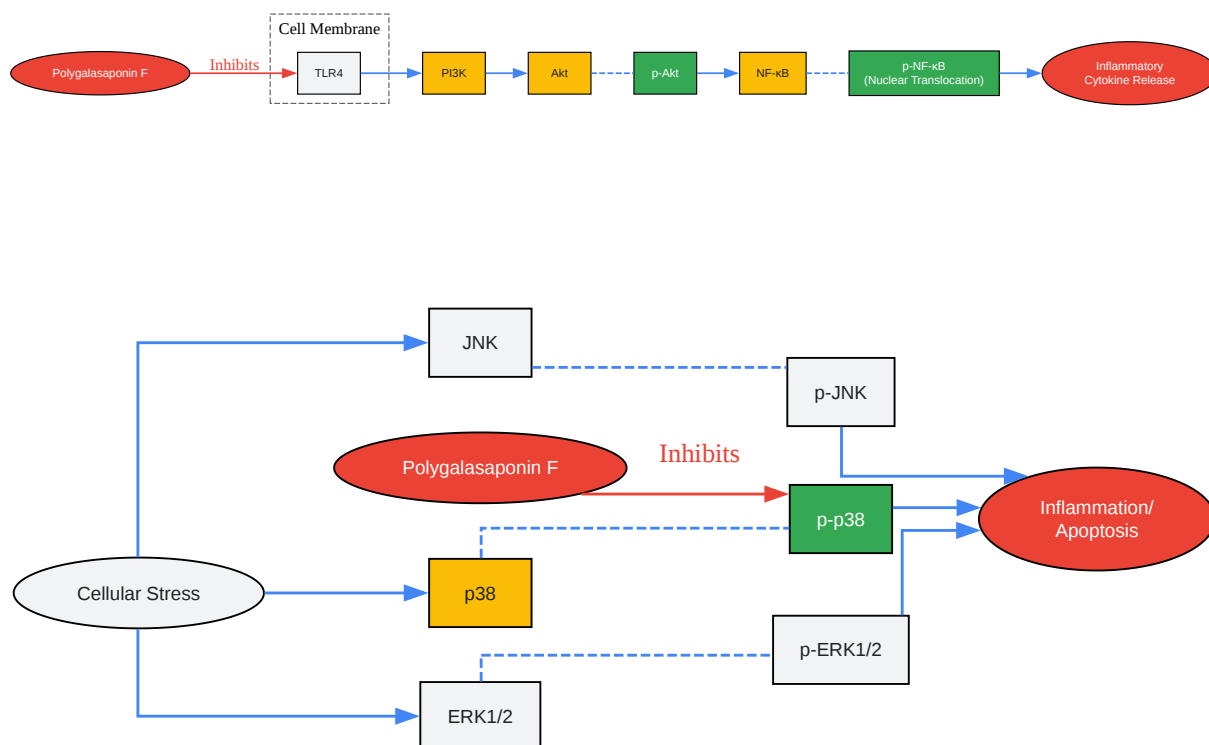 Cell Membrane
Polygalasaponin F
Inhibits
TLR4
PI3K
Akt
p-Akt
NF-κB
p-NF-κB
(Nuclear Translocation)
Inflammatory
Cytokine Release
JNK
p-JNK
Polygalasaponin F
Inhibits
p-p38
Inflammation/
Apoptosis
Cellular Stress
p38
p-ERK1/2
ERK1/2